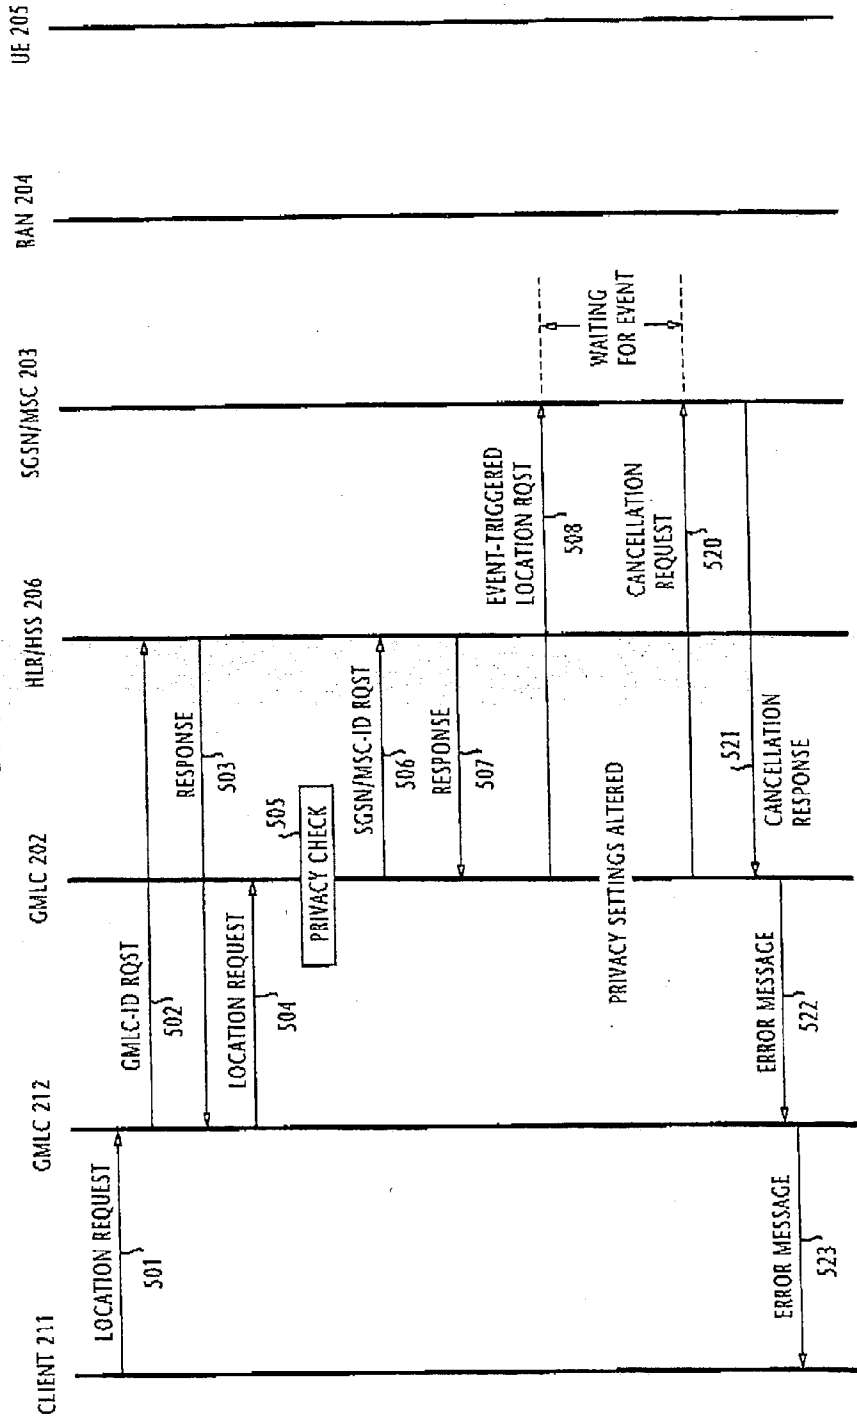 CLIENT 211
GMLC 212
GMLC 202
HLR/HSS 206
SGSN/MSC 203
RAN 204
UE 205
LOCATION REQUEST
501
GMLC-ID RQST
502
RESPONSE
503
LOCATION REQUEST
504
505
PRIVACY CHECK
SGSN/MSC-ID RQST
506
RESPONSE
507
EVENT-TRIGGERED
LOCATION RQST
508
WAITING
FOR EVENT
PRIVACY SETTINGS ALTERED
CANCELLATION
REQUEST
520
521
CANCELLATION
RESPONSE
ERROR MESSAGE
522
ERROR MESSAGE
523